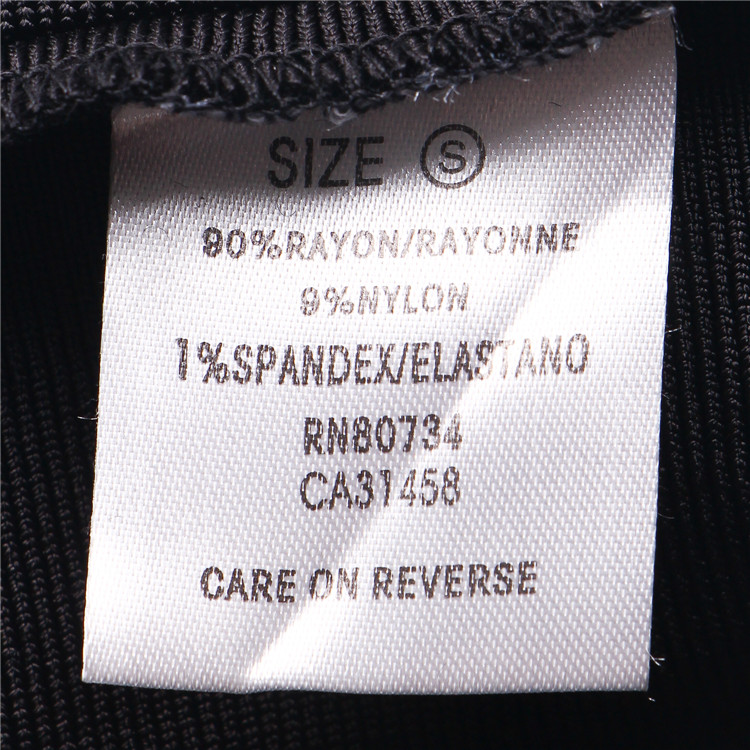 SIZE S
90%RAYON/RAYONNE
9%NYLON
1%SPANDEX/ELASTANO
RN80734
CA31458
CARE ON REVERSE